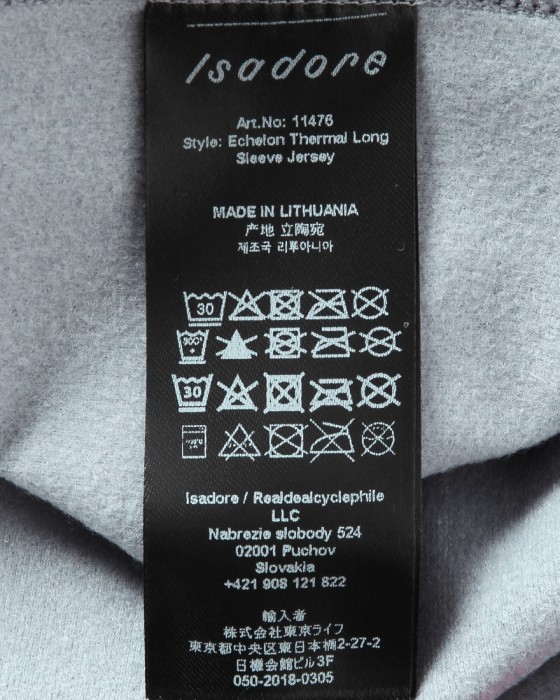 Isadore
Art.No: 11476
Style: Echelon Thermal Long
Sleeve Jersey
MADE IN LITHUANIA
产地 立陶宛
제조국 리투아니아
30
30
Isadore / Realdealcyclephile
LLC
Nabrezie slobody 524
02001 Puchov
Slovakia
+421 908 121 822
輸入者
株式会社東京ライフ
東京都中央区東日本橋2-27-2
日機会館ビル3F
050-2018-0305